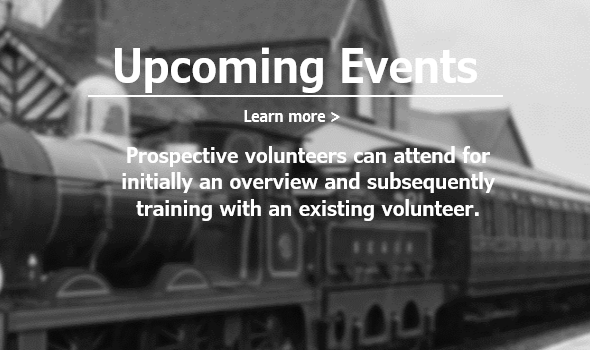 Upcoming Events
Learn more >
Prospective volunteers can attend for
initially an overview and subsequently
training with an existing volunteer.